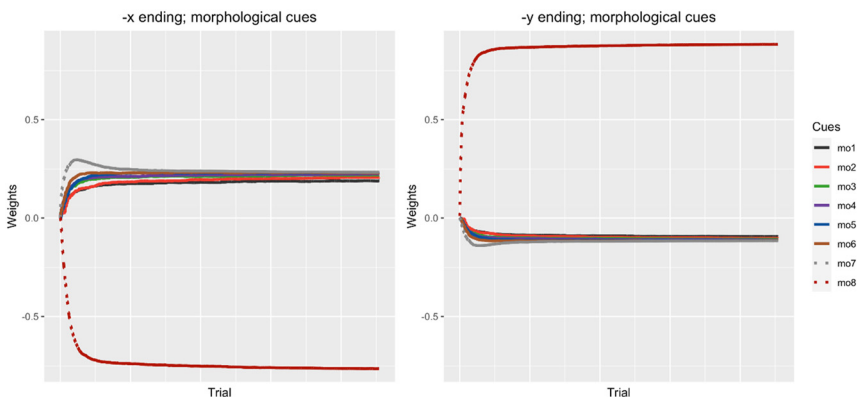 -x ending; morphological cues
-y ending; morphological cues
0.5
0.0
-0.5
Weights
Trial
0.5
0.0
-0.5
Weights
Trial
Cues
mo1
mo2
mo3
mo4
mo5
mo6
mo7
mo8